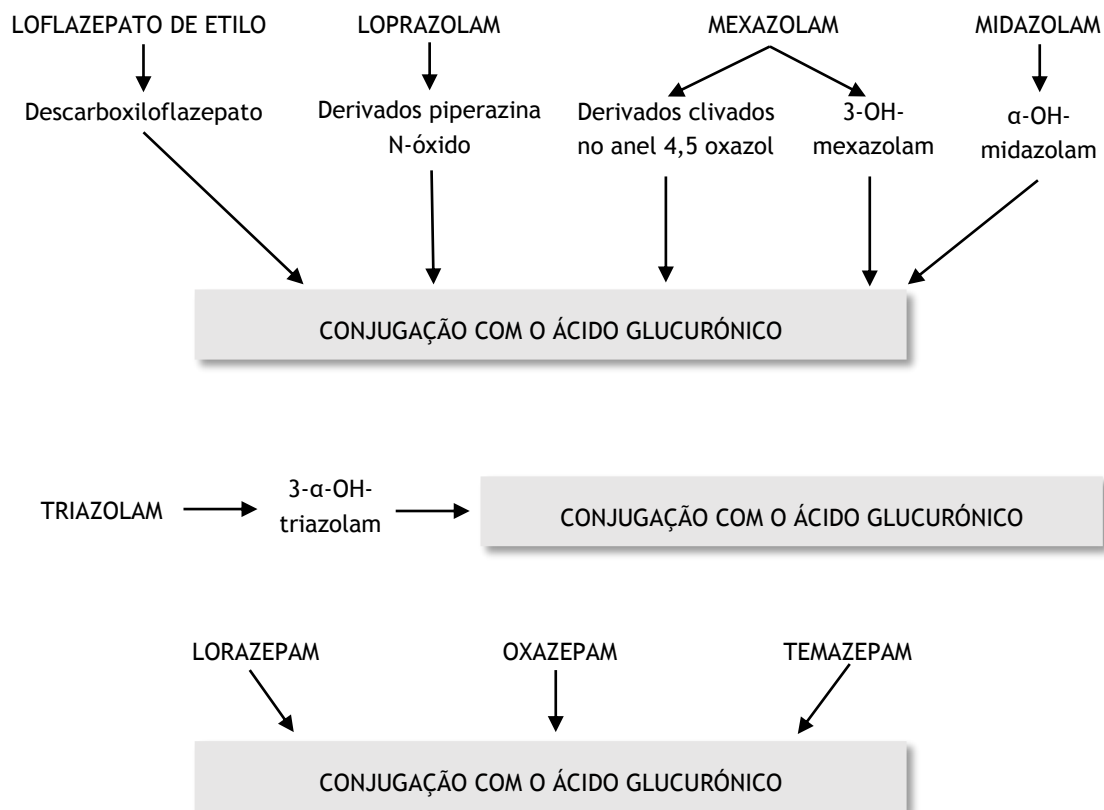 LOFLAZEPATO DE ETILO
LOPRAZOLAM
MEXAZOLAM
MIDAZOLAM
Descarboxiloflazepato
Derivados piperazina
N-óxido
Derivados clivados
no anel 4,5 oxazol
3-OH-
mexazolam
α-OH-
midazolam
CONJUGAÇÃO COM O ÁCIDO GLUCURÓNICO
TRIAZOLAM
3-α-OH-
triazolam
CONJUGAÇÃO COM O ÁCIDO GLUCURÓNICO
LORAZEPAM
OXAZEPAM
TEMAZEPAM
CONJUGAÇÃO COM O ÁCIDO GLUCURÓNICO